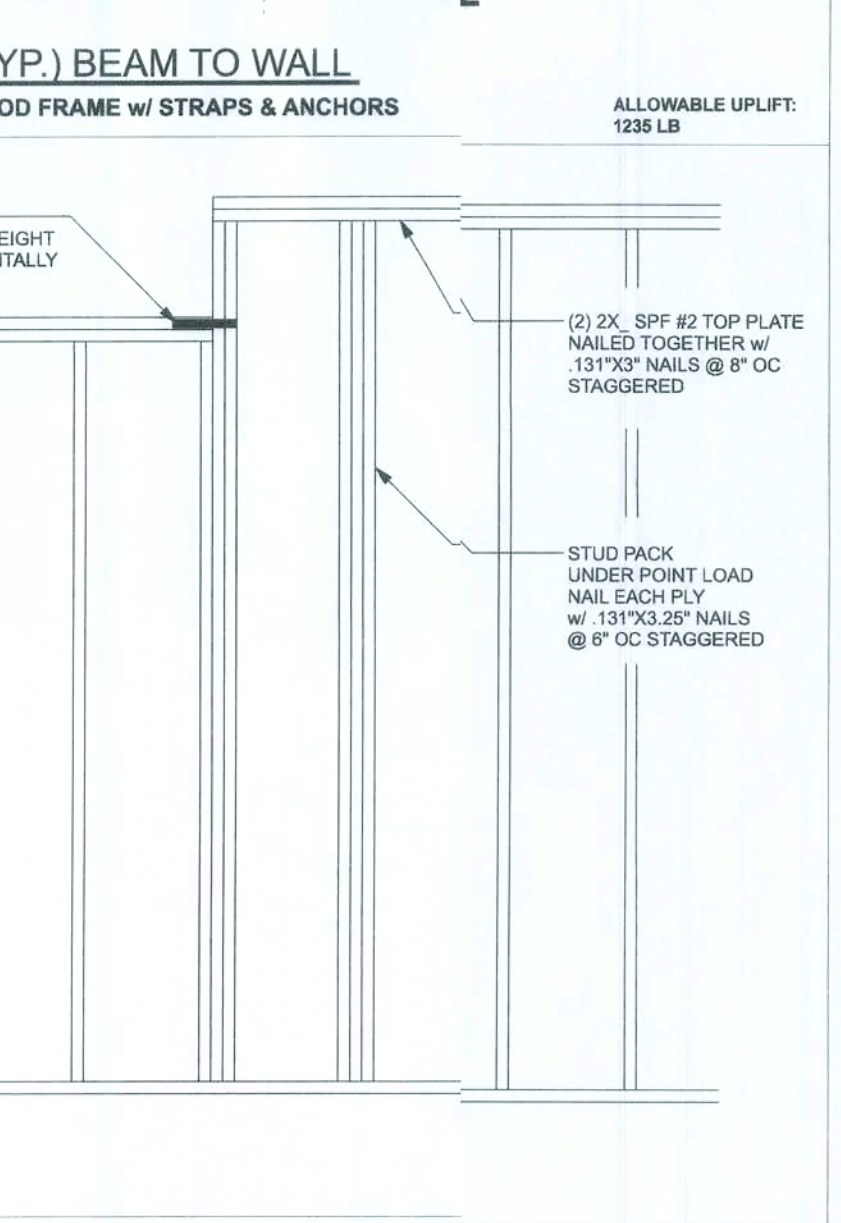 YP.) BEAM TO WALL
OD FRAME w/ STRAPS & ANCHORS
ALLOWABLE UPLIFT:
1235 LB
EIGHT
ITALLY
(2) 2X_ SPF #2 TOP PLATE
NAILED TOGETHER w/
.131"X3" NAILS @ 8" OC
STAGGERED
STUD PACK
UNDER POINT LOAD
NAIL EACH PLY
w/ .131"X3.25" NAILS
@ 6" OC STAGGERED